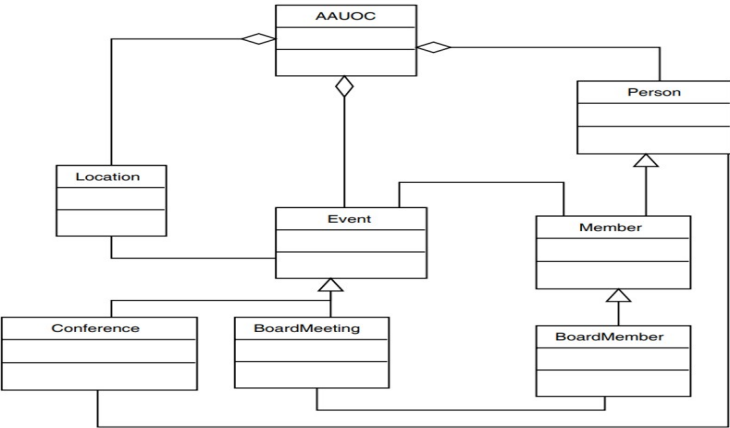 AAUOC
Person
Location
Event
Member
Conference
BoardMeeting
BoardMember